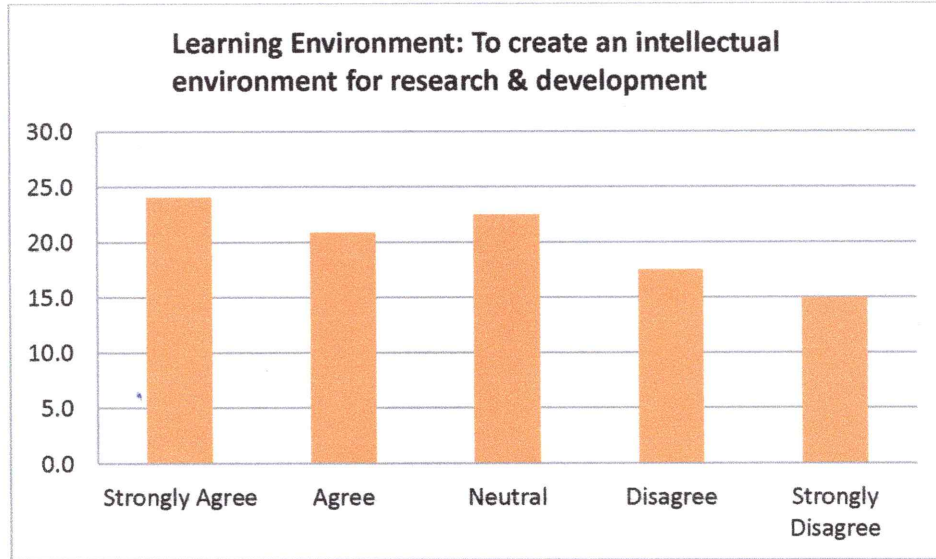 Learning Environment: To create an intellectual
environment for research & development
30.0
25.0
20.0
15.0
10.0
5.0
0.0
Strongly Agree
Agree
Neutral
Disagree
Strongly
Disagree